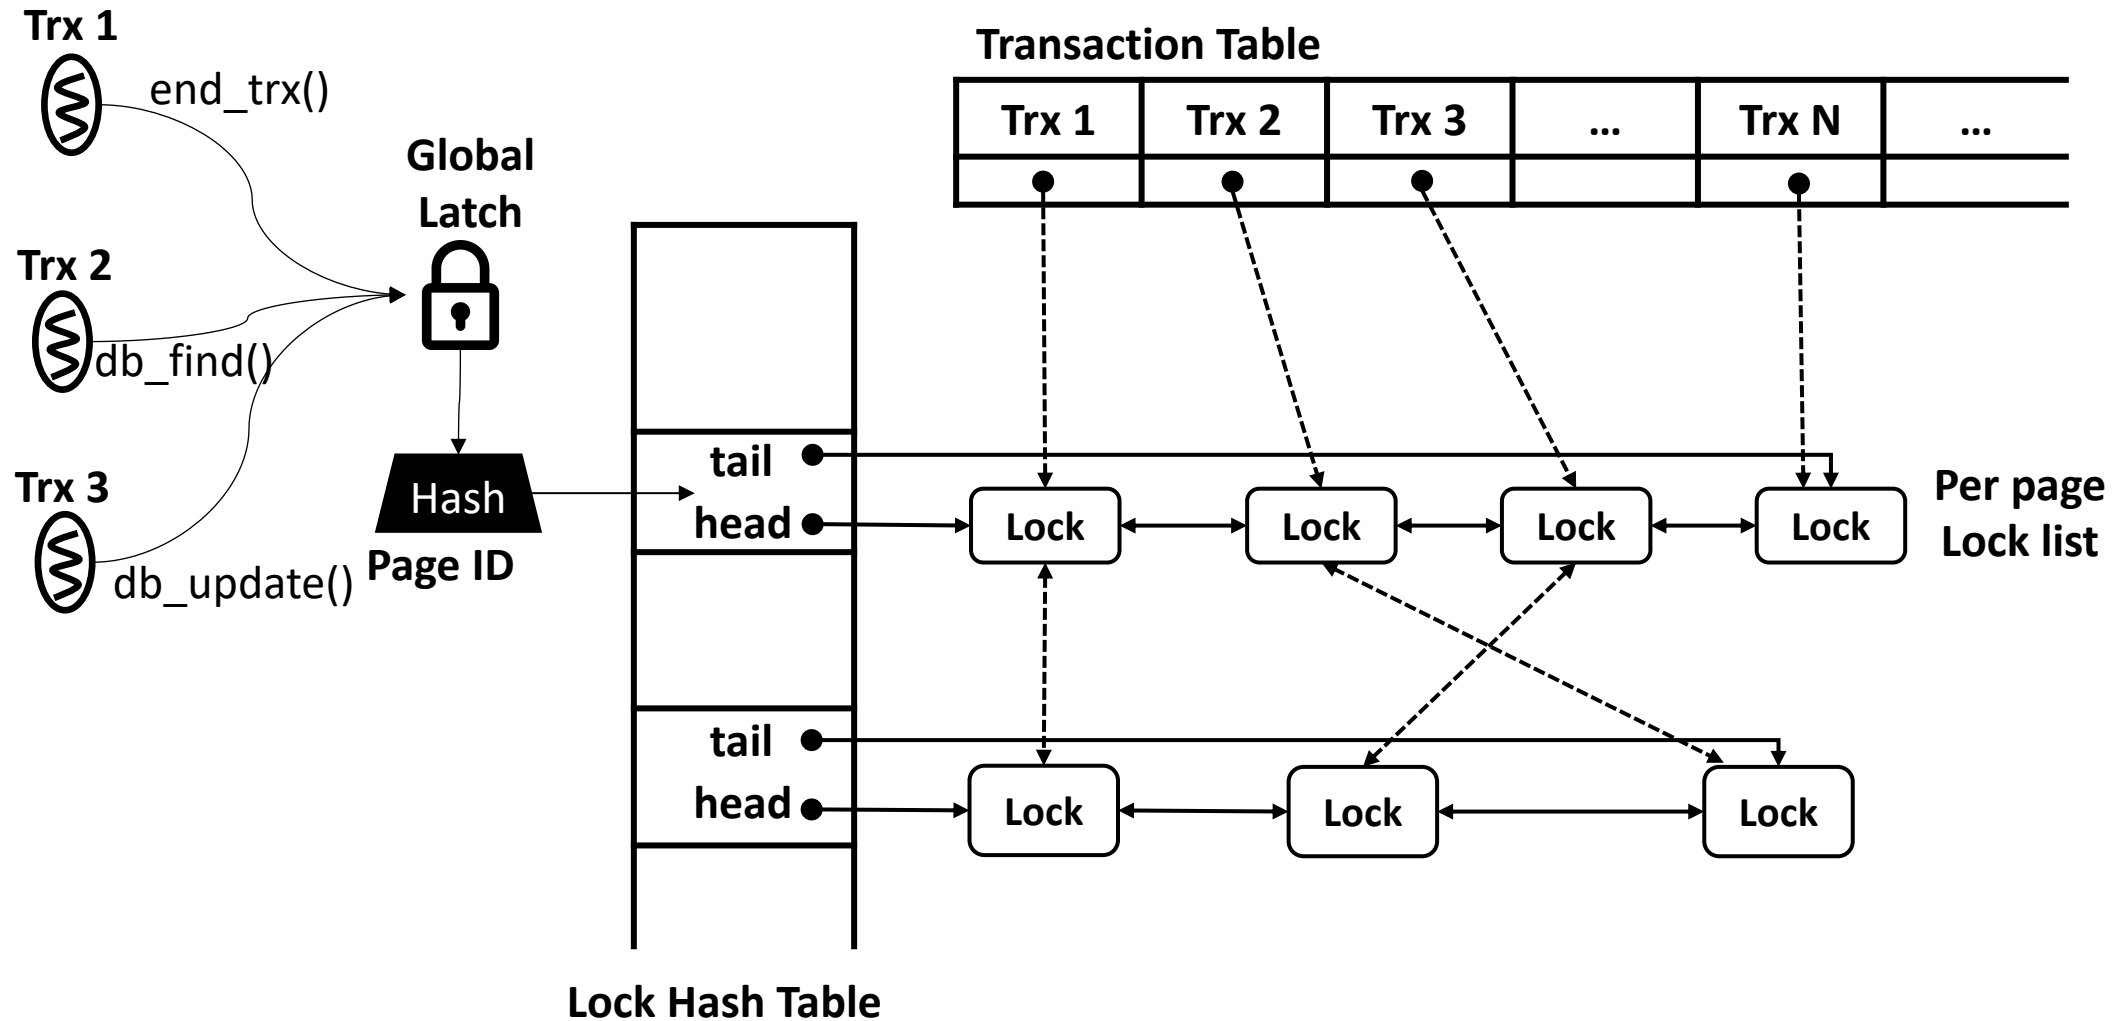 Trx 1
end_trx()
Trx 2
db_find()
Trx 3
db_update()
Global
Latch
Hash
Page ID
Transaction Table
Trx 1 Trx 2 Trx 3 ... Trx N ...
tail
head
Lock Lock Lock Lock
Per page
Lock list
tail
head
Lock Lock Lock
Lock Hash Table